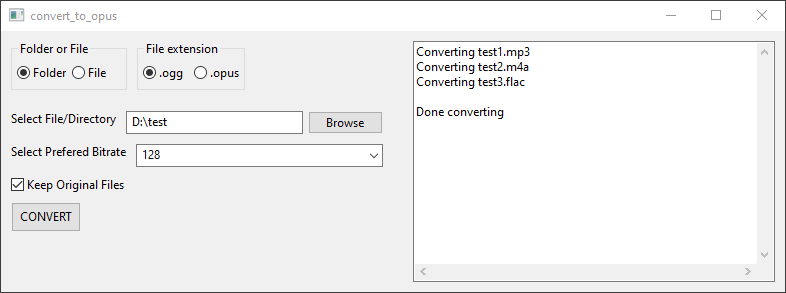 convert_to_opus
Folder or File
Folder File
File extension
.ogg .opus
Select File/Directory D:\test Browse
Select Prefered Bitrate 128
Keep Original Files
CONVERT
Converting test1.mp3
Converting test2.m4a
Converting test3.flac
Done converting